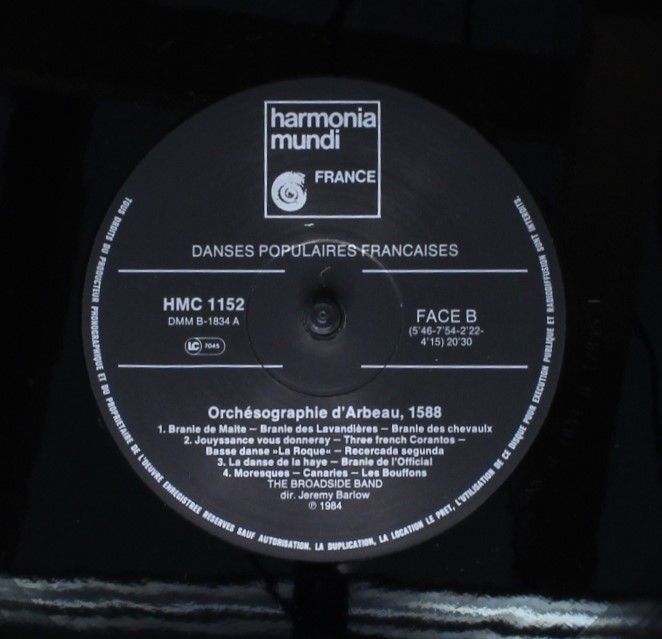 harmonia
mundi
FRANCE
DANSES POPULAIRES FRANCAISES
HMC 1152
DMM B-1834 A
LC 7045
FACE B
(5'46-7'54-2'22-
4'15) 20'30
Orchésographie d'Arbeau, 1588
1. Branle de Malte – Branle des Lavandières – Branle des chevaulx
2. Jouyssance vous donneray – Three french Corantos –
Basse danse »La Roque« – Recercada segunda
3. La danse de la haye – Branle de l'Official
4. Moresques – Canaries – Les Bouffons
THE BROADSIDE BAND
dir. Jeremy Barlow
℗ 1984
TOUS DROITS DU PRODUCTEUR PHONOGRAPHIQUE ET DU PROPRIETAIRE DE L'ŒUVRE ENREGISTREE RESERVES SAUF AUTORISATION. LA DUPLICATION, LA LOCATION LE PRET, L'UTILISATION DE CE DISQUE POUR EXECUTION PUBLIQUE ET RADIODIFFUSION SONT INTERDITS.